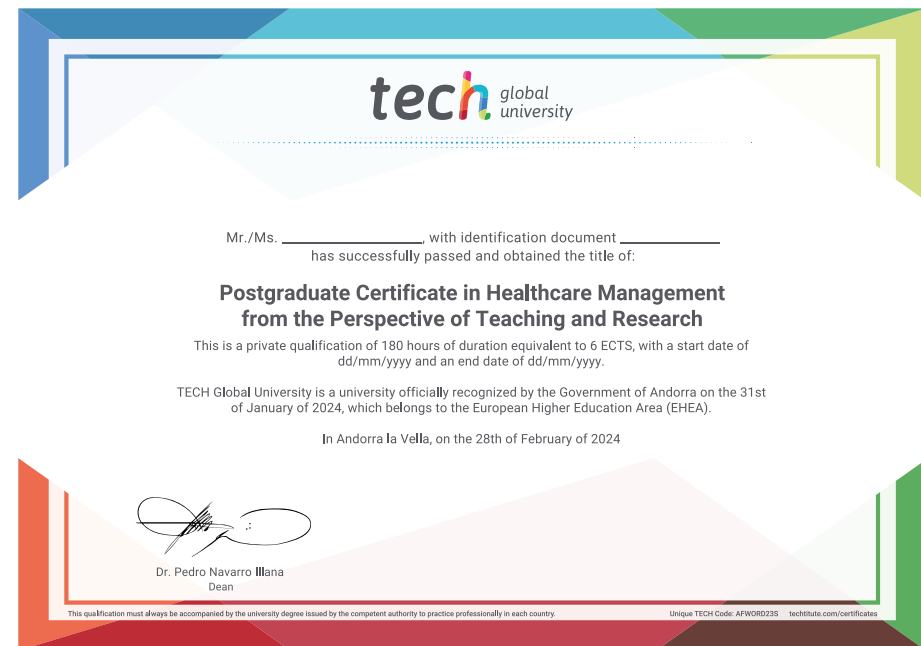 tech global university
Mr./Ms. ____________________, with identification document ______________
has successfully passed and obtained the title of:
Postgraduate Certificate in Healthcare Management
from the Perspective of Teaching and Research
This is a private qualification of 180 hours of duration equivalent to 6 ECTS, with a start date of
dd/mm/yyyy and an end date of dd/mm/yyyy.
TECH Global University is a university officially recognized by the Government of Andorra on the 31st
of January of 2024, which belongs to the European Higher Education Area (EHEA).
In Andorra la Vella, on the 28th of February of 2024
Dr. Pedro Navarro Illana
Dean
This qualification must always be accompanied by the university degree issued by the competent authority to practice professionally in each country.
Unique TECH Code: AFWORD23S techtitute.com/certificates